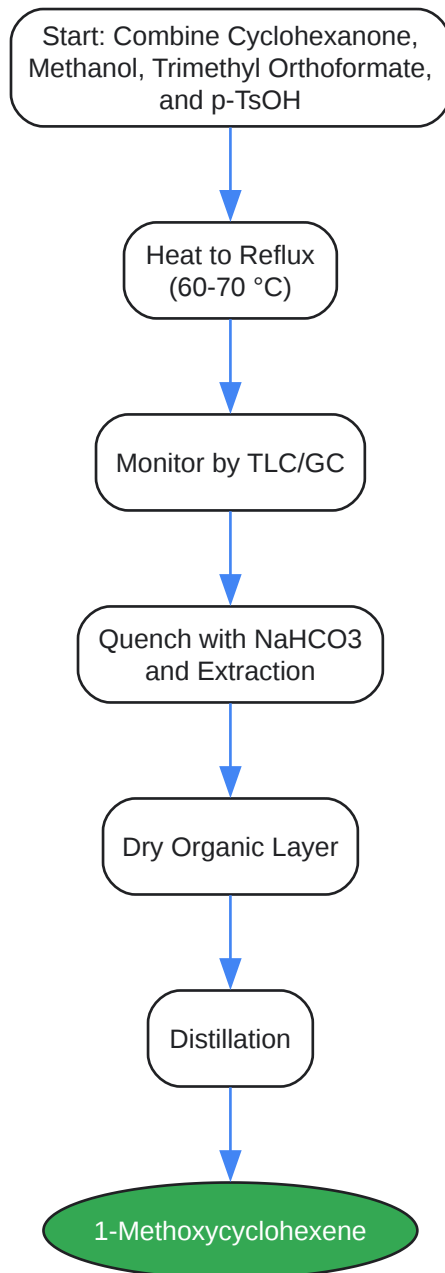 Start: Combine Cyclohexanone,
Methanol, Trimethyl Orthoformate,
and p-TsOH
Heat to Reflux
(60-70 °C)
Monitor by TLC/GC
Quench with NaHCO3
and Extraction
Dry Organic Layer
Distillation
1-Methoxycyclohexene